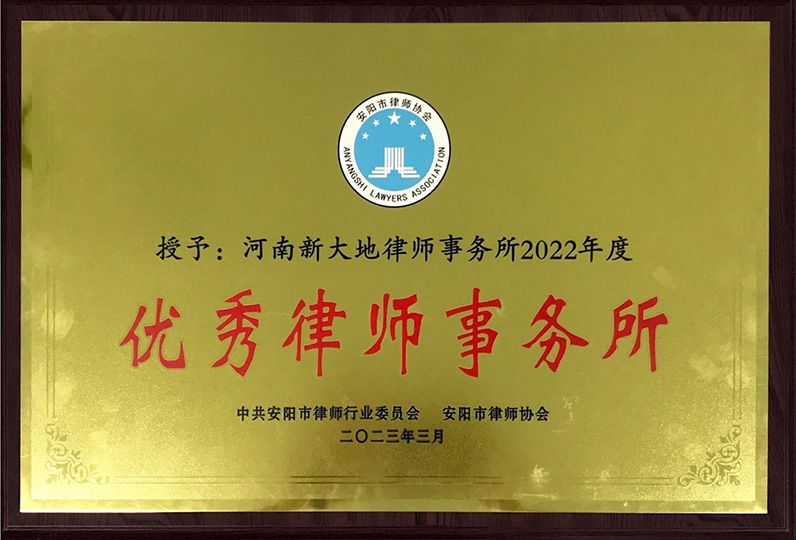 安阳市律师协会
ANYANGSHI LAWYERS ASSOCIATION
授予：河南新大地律师事务所2022年度
优秀律师事务所
中共安阳市律师行业委员会 安阳市律师协会
二〇二三年三月